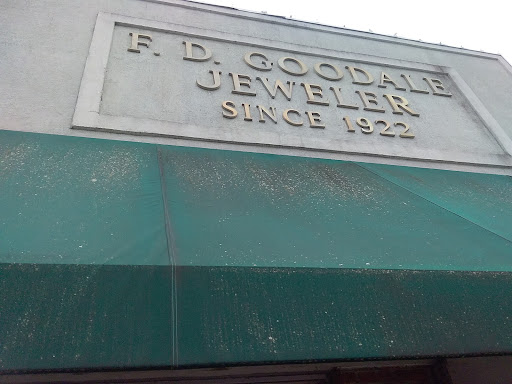 F. D. GOODALE
JEWELER
SINCE 1922